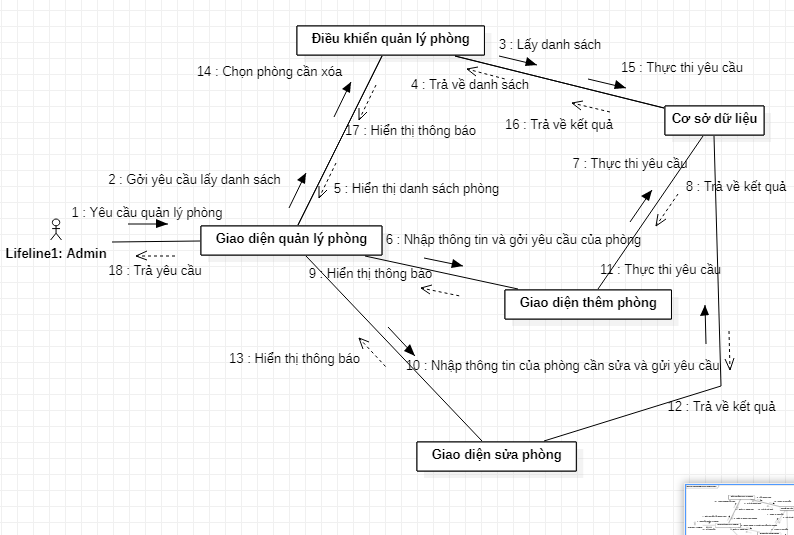 Điều khiển quản lý phòng
3 : Lấy danh sách
15 : Thực thi yêu cầu
14 : Chọn phòng cần xóa
4 : Trả về danh sách
Cơ sở dữ liệu
16 : Trả về kết quả
17 : Hiển thị thông báo
7 : Thực thi yêu cầu
2 : Gởi yêu cầu lấy danh sách
5 : Hiển thị danh sách phòng
8 : Trả về kết quả
1 : Yêu cầu quản lý phòng
Giao diện quản lý phòng
6 : Nhập thông tin và gởi yêu cầu của phòng
Lifeline1: Admin
18 : Trả yêu cầu
9 : Hiển thị thông báo
11 : Thực thi yêu cầu
Giao diện thêm phòng
13 : Hiển thị thông báo
10 : Nhập thông tin của phòng cần sửa và gửi yêu cầu
12 : Trả về kết quả
Giao diện sửa phòng